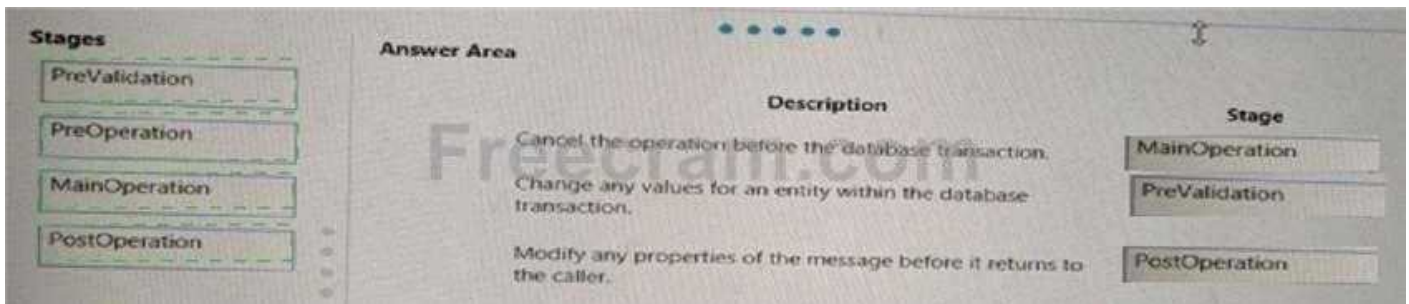 Stages
PreValidation
PreOperation
MainOperation
PostOperation
Answer Area
Description
Stage
Cancel the operation before the database transaction.
MainOperation
Change any values for an entity within the database
transaction.
PreValidation
Modify any properties of the message before it returns to
the caller.
PostOperation
Freecram.com